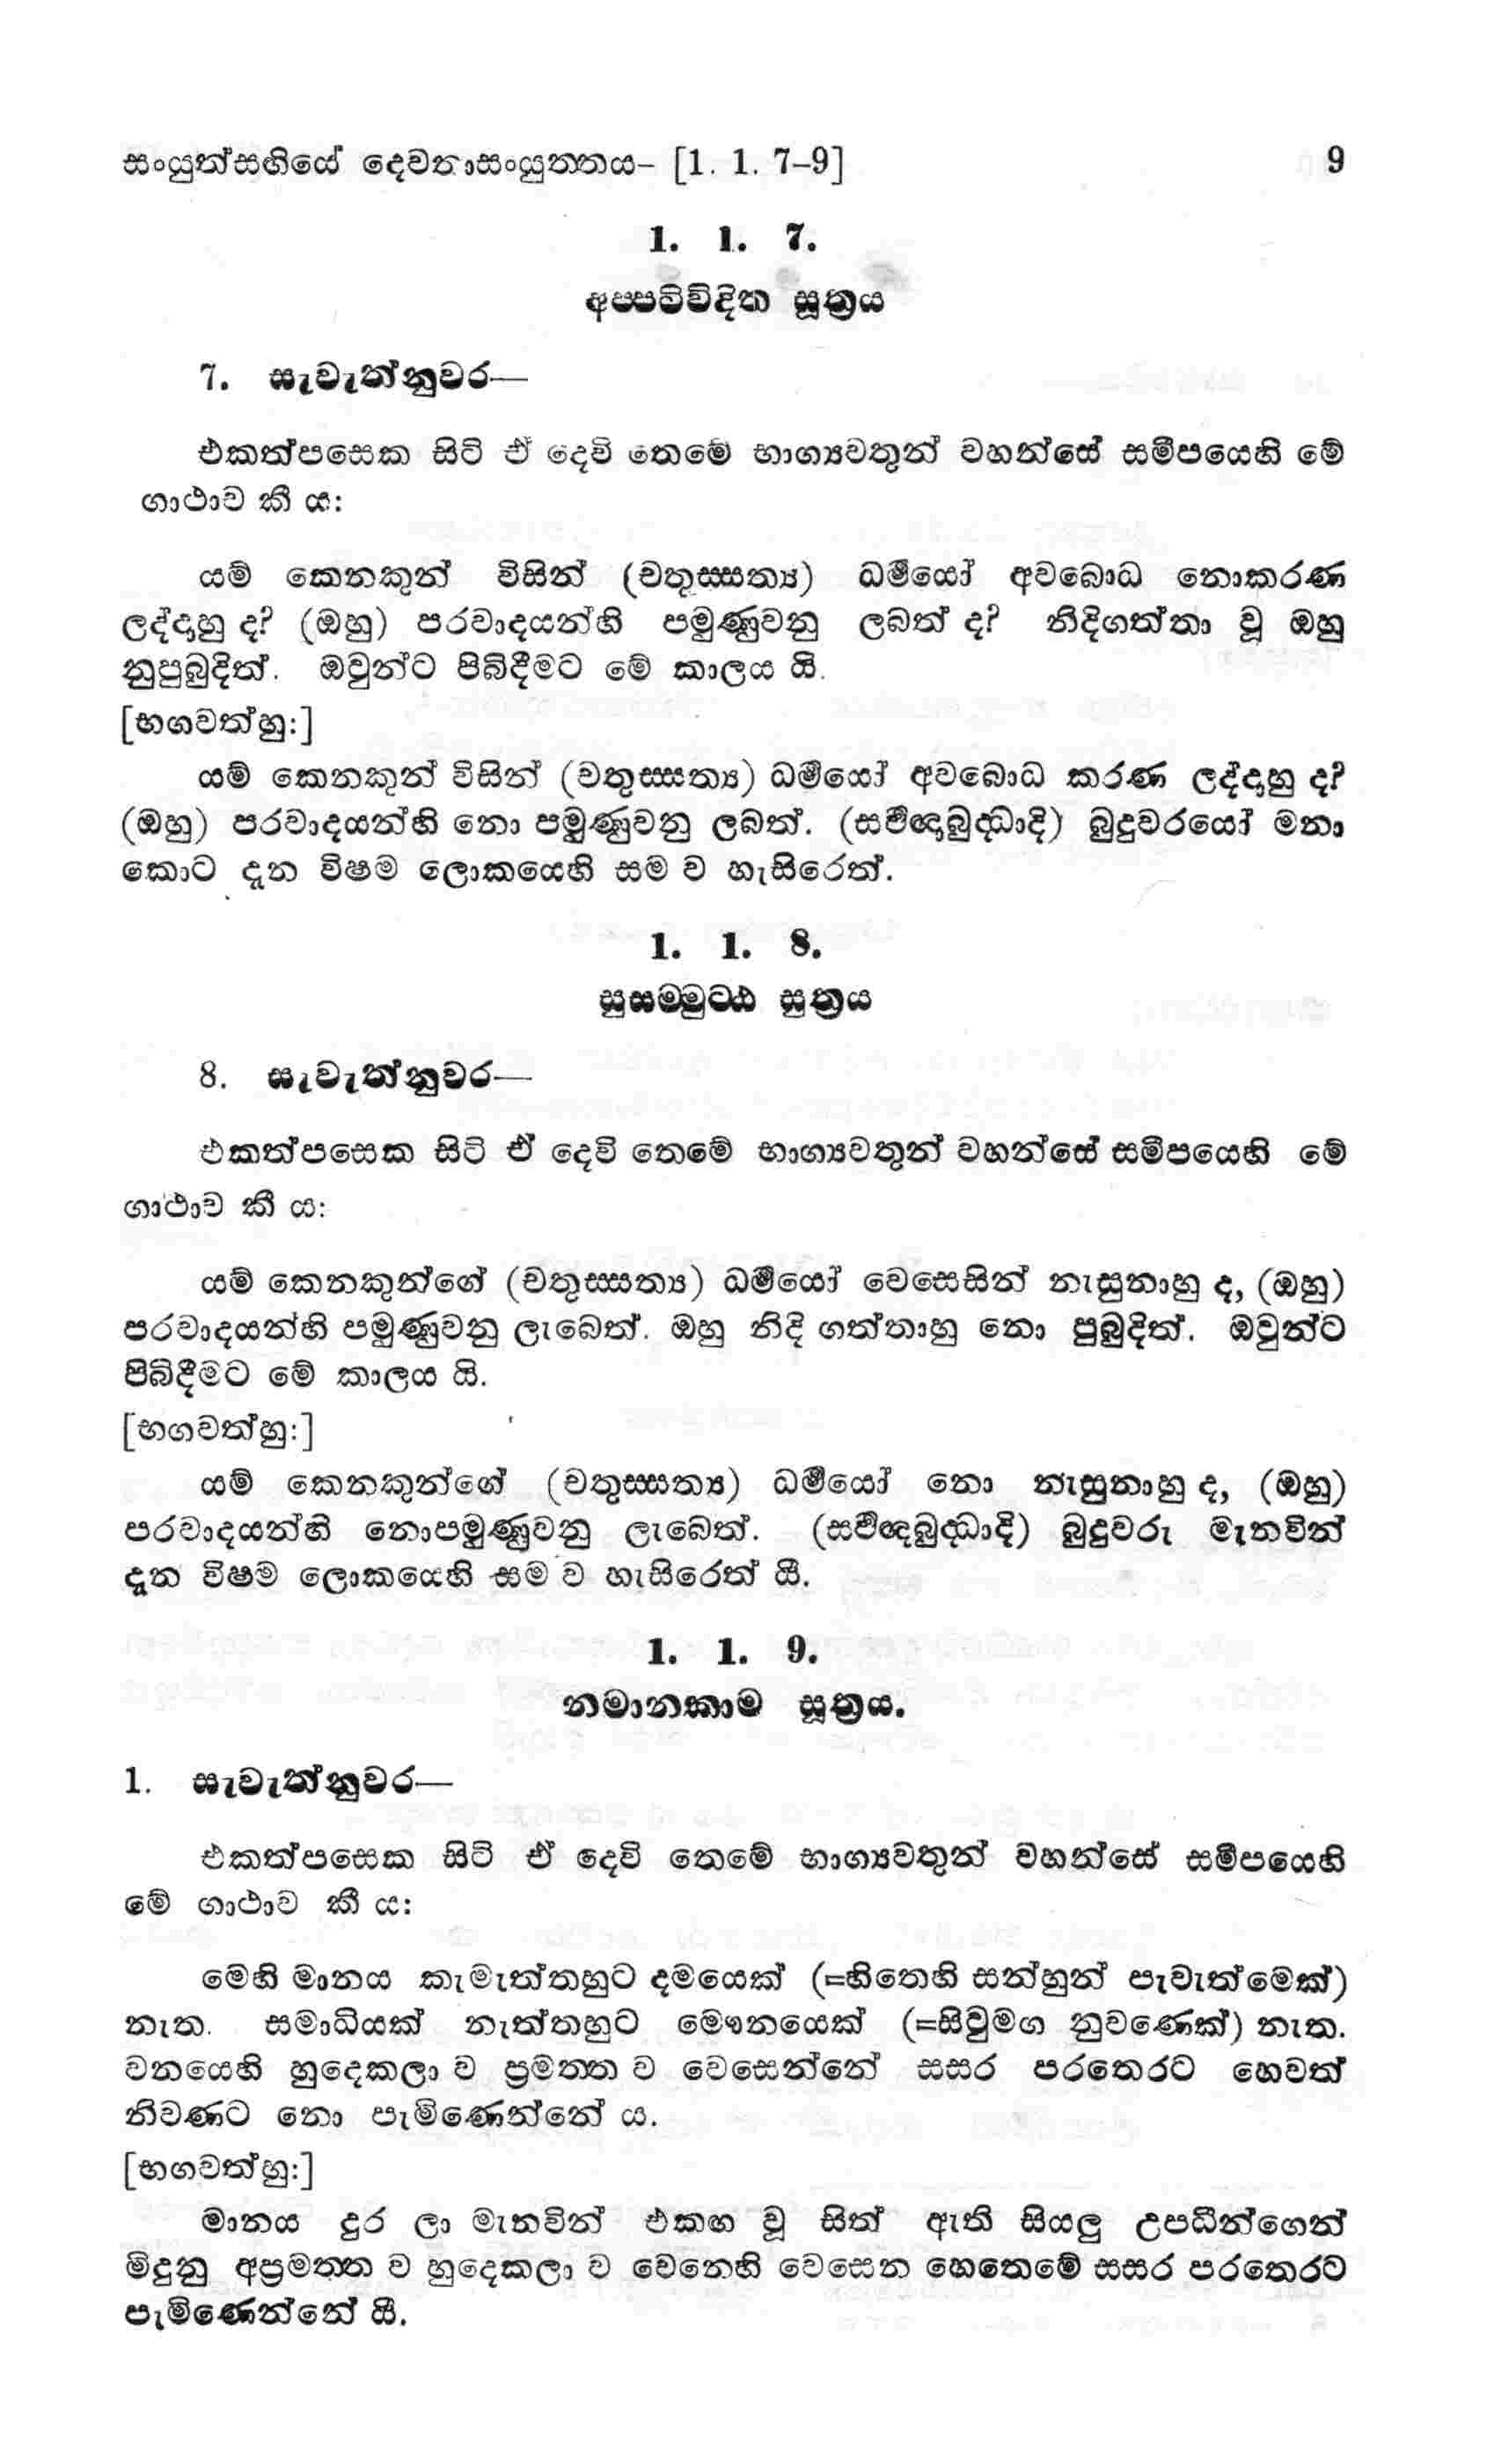 සංයුත්සඟියේ දෙවතාසංයුත්තය– [1. 1. 7–9] 9
1. 1. 7.
අප්පටිවිදිත සූත්‍රය
7. සැවැත්නුවර—
එකත්පසෙක සිටි ඒ දෙවි තෙමේ භාග්‍යවතුන් වහන්සේ සමීපයෙහි මේ
ගාථාව කී ය:
යම් කෙනකුන් විසින් (චතුස්සත්‍ය) ධර්මයෝ අවබොධ නොකරණ
ලද්දාහු ද? (ඔහු) පරවාදයන්හි පමුණුවනු ලබත් ද? නිදිගත්තා වූ ඔහු
නුපුබුදිත්. ඔවුන්ට පිබිදීමට මේ කාලය යි.
[භගවත්හු:]
යම් කෙනකුන් විසින් (චතුස්සත්‍ය) ධර්මයෝ අවබොධ කරණ ලද්දාහු ද?
(ඔහු) පරවාදයන්හි නො පමුණුවනු ලබත්. (සර්වඥබුද්ධාදි) බුදුවරයෝ මනා
කොට දැන විෂම ලොකයෙහි සම ව හැසිරෙත්.
1. 1. 8.
සුසම්මුට්ඨ සුත්‍රය
8. සැවැත්නුවර—
එකත්පසෙක සිටි ඒ දෙවි තෙමේ භාග්‍යවතුන් වහන්සේ සමීපයෙහි මේ
ගාථාව කී ය:
යම් කෙනකුන්ගේ (චතුස්සත්‍ය) ධර්මයෝ වෙසෙසින් නැසුනාහු ද, (ඔහු)
පරවාදයන්හි පමුණුවනු ලැබෙත්. ඔහු නිදි ගත්තාහු නො පුබුදිත්. ඔවුන්ට
පිබිදීමට මේ කාලය යි.
[භගවත්හු:]
යම් කෙනකුන්ගේ (චතුස්සත්‍ය) ධර්මයෝ නො නැසුනාහු ද, (ඔහු)
පරවාදයන්හි නොපමුණුවනු ලැබෙත්. (සර්වඥබුද්ධාදි) බුදුවරු මැනවින්
දැන විෂම ලොකයෙහි සම ව හැසිරෙත් යී.
1. 1. 9.
නමානකාම සූත්‍රය.
1. සැවැත්නුවර—
එකත්පසෙක සිටි ඒ දෙවි තෙමේ භාග්‍යවතුන් වහන්සේ සමීපයෙහි
මේ ගාථාව කී ය:
මෙහි මානය කැමැත්තහුට දමයෙක් (=හිතෙහි සන්හුන් පැවැත්මෙක්)
නැත. සමාධියක් නැත්තහුට මෞනයෙක් (=සිවුමග නුවණෙක්) නැත.
වනයෙහි හුදෙකලා ව ප්‍රමත්ත ව වෙසෙන්නේ සසර පරතෙරට හෙවත්
නිවණට නො පැමිණෙන්නේ ය.
[භගවත්හු:]
මානය දුර ලා මැනවින් එකඟ වූ සිත් ඇති සියලු උපධීන්ගෙන්
මිදුනු අප්‍රමත්ත ව හුදෙකලා ව වෙනෙහි වෙසෙන හෙතෙමේ සසර පරතෙරට
පැමිණෙන්නේ යී.